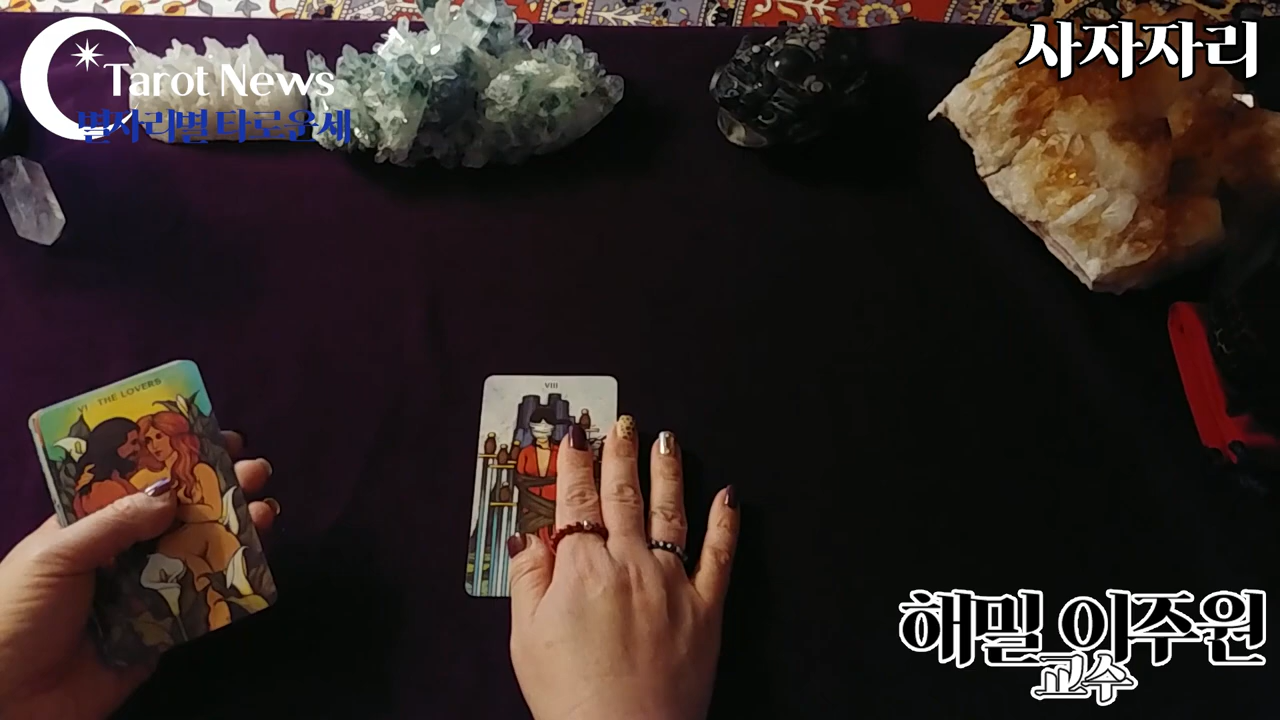 Tarot News
별자리별 타로운세
사자자리
VI THE LOVERS
VIII
해밀 이주원
교수